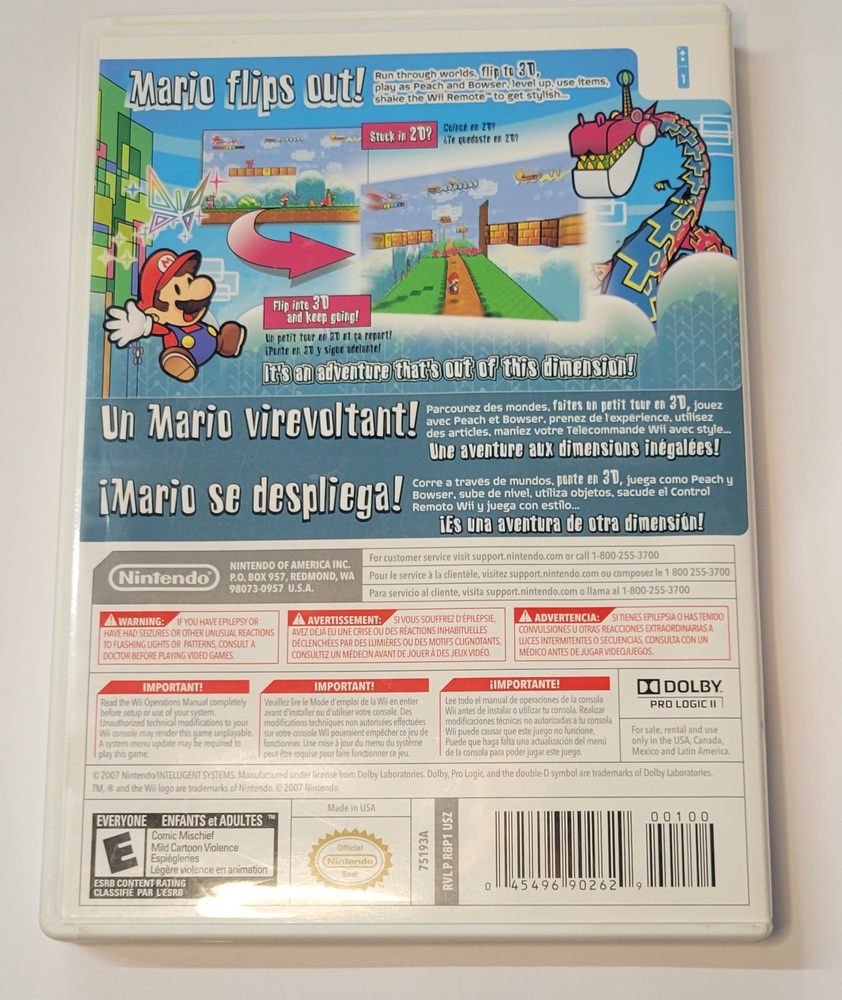 Mario flips out!
Run through worlds, flip to 3D,
play as Peach and Bowser, level up, use items,
shake the Wii Remote™ to get stylish...
1
Stuck in 2D?
Coincé en 2D?
¿Te quedaste en 2D?
Flip into 3D
and keep going!
Un petit tour en 3D et ça repart!
¡Ponte en 3D y sigue adelante!
It's an adventure that's out of this dimension!
Un Mario virevoltant!
Parcourez des mondes, faites un petit tour en 3D, jouez
avec Peach et Bowser, prenez de l'expérience, utilisez
des articles, maniez votre Télécommande Wii avec style...
Une aventure aux dimensions inégalées!
¡Mario se despliega!
Corre a través de mundos, ponte en 3D, juega como Peach y
Bowser, sube de nivel, utiliza objetos, sacude el Control
Remoto Wii y juega con estilo...
¡Es una aventura de otra dimensión!
Nintendo
NINTENDO OF AMERICA INC.
P.O. BOX 957, REDMOND, WA
98073-0957 U.S.A.
For customer service visit support.nintendo.com or call 1-800-255-3700
Pour le service à la clientèle, visitez support.nintendo.com ou composez le 1 800 255-3700
Para servicio al cliente, visita support.nintendo.com o llama al 1-800-255-3700
WARNING: IF YOU HAVE EPILEPSY OR
HAVE HAD SEIZURES OR OTHER UNUSUAL REACTIONS
TO FLASHING LIGHTS OR PATTERNS, CONSULT A
DOCTOR BEFORE PLAYING VIDEO GAMES.
AVERTISSEMENT: SI VOUS SOUFFREZ D'ÉPILEPSIE,
AVEZ DÉJÀ EU UNE CRISE OU DES RÉACTIONS INHABITUELLES
DÉCLENCHÉES PAR DES LUMIÈRES OU DES MOTIFS CLIGNOTANTS,
CONSULTEZ UN MÉDECIN AVANT DE JOUER À DES JEUX VIDÉO.
ADVERTENCIA: SI TIENES EPILEPSIA O HAS TENIDO
CONVULSIONES U OTRAS REACCIONES EXTRAORDINARIAS A
LUCES INTERMITENTES O SECUENCIAS, CONSULTA CON UN
MÉDICO ANTES DE JUGAR VIDEOJUEGOS.
IMPORTANT!
Read the Wii Operations Manual completely
before setup or use of your system.
Unauthorized technical modifications to your
Wii console may render this game unplayable.
A system menu update may be required to
play this game.
IMPORTANT!
Veuillez lire le Mode d'emploi de la Wii en entier
avant d'installer ou d'utiliser votre console. Des
modifications techniques non autorisées effectuées
sur votre console Wii pourraient empêcher ce jeu de
fonctionner. Une mise à jour du menu du système
peut être requise pour faire fonctionner ce jeu.
¡IMPORTANTE!
Lee todo el manual de operaciones de la consola
Wii antes de instalar o utilizar tu consola. Realizar
modificaciones técnicas no autorizadas a tu consola
Wii puede causar que este juego no funcione.
Puede que haga falta una actualización del menú
de la consola para poder jugar este juego.
DOLBY
PRO LOGIC II
For sale, rental and use
only in the USA, Canada,
Mexico and Latin America.
© 2007 Nintendo/INTELLIGENT SYSTEMS. Manufactured under license from Dolby Laboratories. Dolby, Pro Logic, and the double-D symbol are trademarks of Dolby Laboratories.
TM, ® and the Wii logo are trademarks of Nintendo. © 2007 Nintendo.
EVERYONE ENFANTS et ADULTES ™
E
Comic Mischief
Mild Cartoon Violence
Espiègleries
Légère violence en animation
ESRB CONTENT RATING
CLASSIFIÉ PAR L'ESRB
Made in USA
Official
Nintendo
Seal
75193A
RVL P R8P1 USZ
0 45496 90262 9
00100